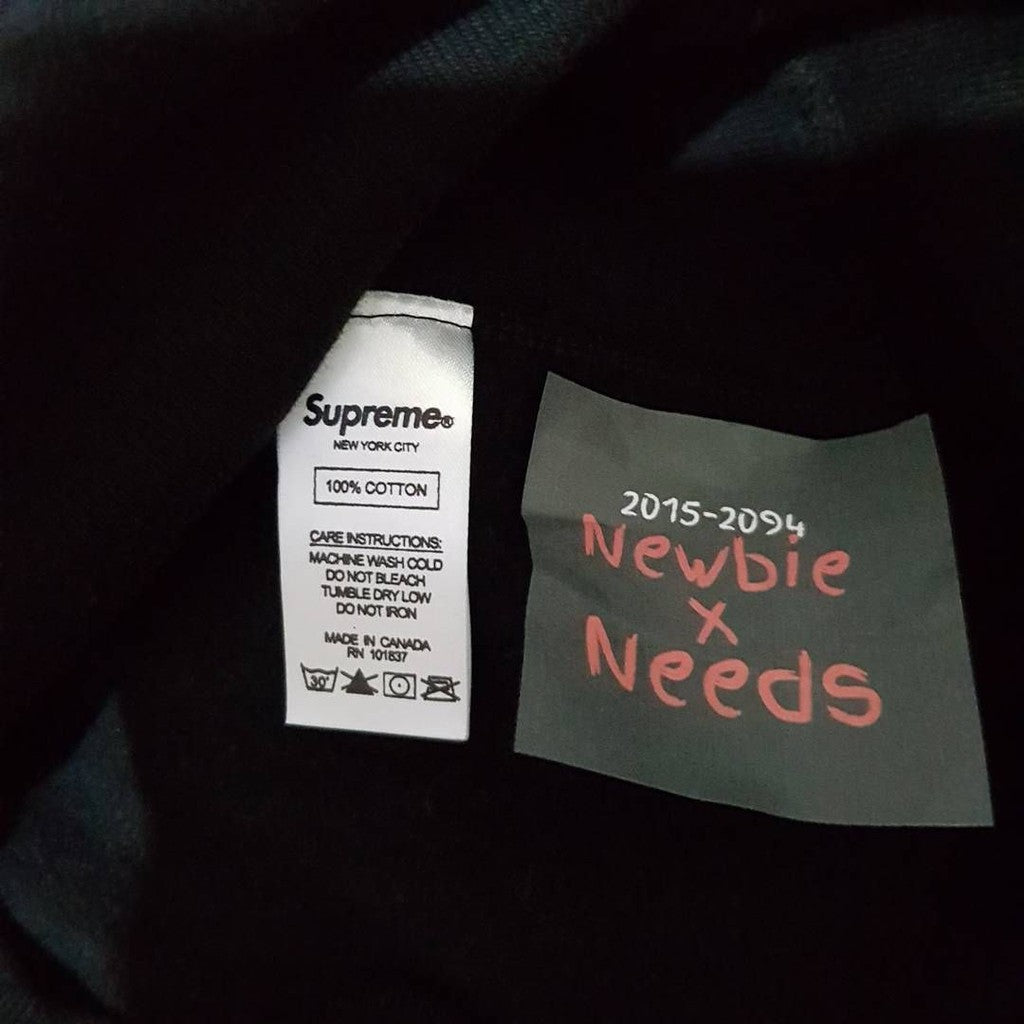 Supreme®
NEW YORK CITY
100% COTTON
CARE INSTRUCTIONS:
MACHINE WASH COLD
DO NOT BLEACH
TUMBLE DRY LOW
DO NOT IRON
MADE IN CANADA
RN 101837
30°
2015-2094
Newbie
x
Needs